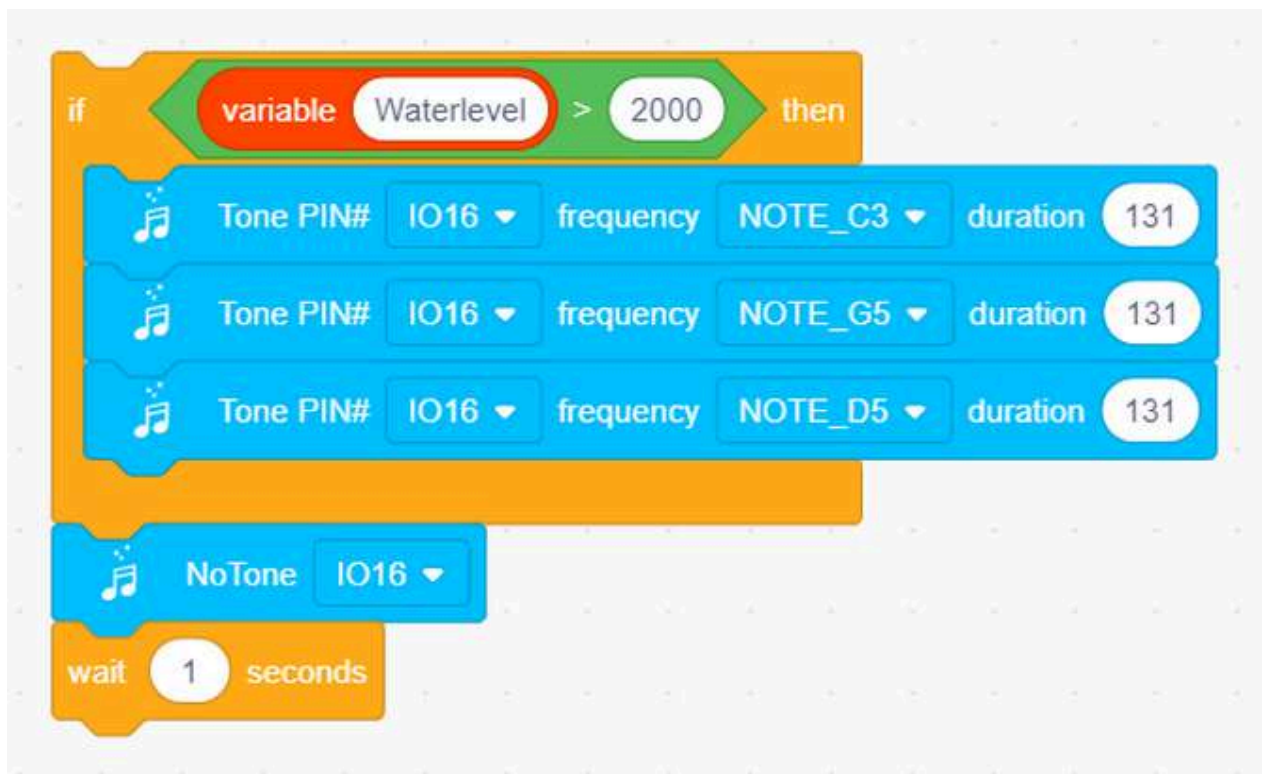 if variable Waterlevel > 2000 then
Tone PIN# IO16 frequency NOTE_C3 duration 131
Tone PIN# IO16 frequency NOTE_G5 duration 131
Tone PIN# IO16 frequency NOTE_D5 duration 131
NoTone IO16
wait 1 seconds